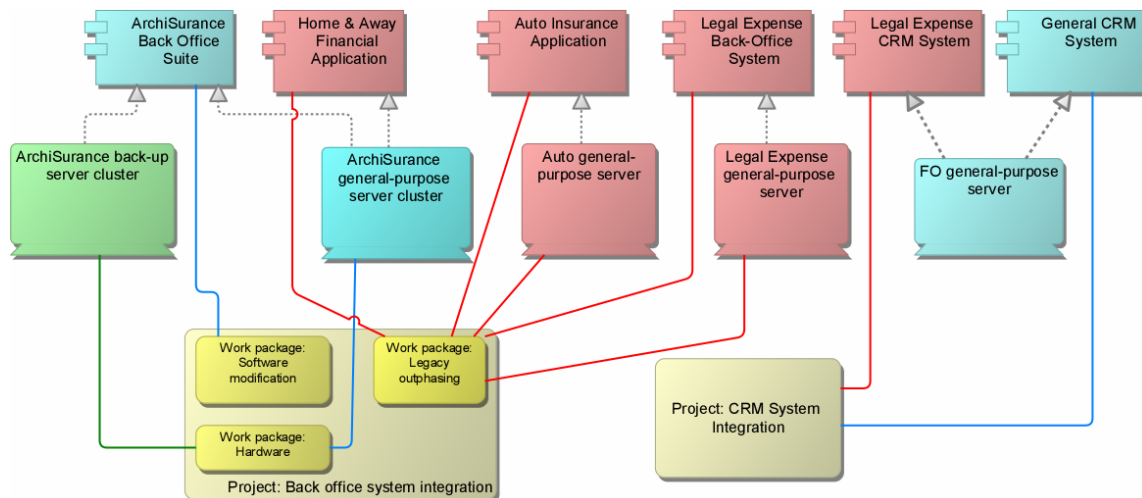 ArchiSurance
Back Office
Suite
Home & Away
Financial
Application
Auto Insurance
Application
Legal Expense
Back-Office
System
Legal Expense
CRM System
General CRM
System
ArchiSurance back-up
server cluster
ArchiSurance
general-purpose
server cluster
Auto general-
purpose server
Legal Expense
general-purpose
server
FO general-purpose
server
Work package:
Software
modification
Work package:
Legacy
outphasing
Work package:
Hardware
Project: Back office system integration
Project: CRM System
Integration